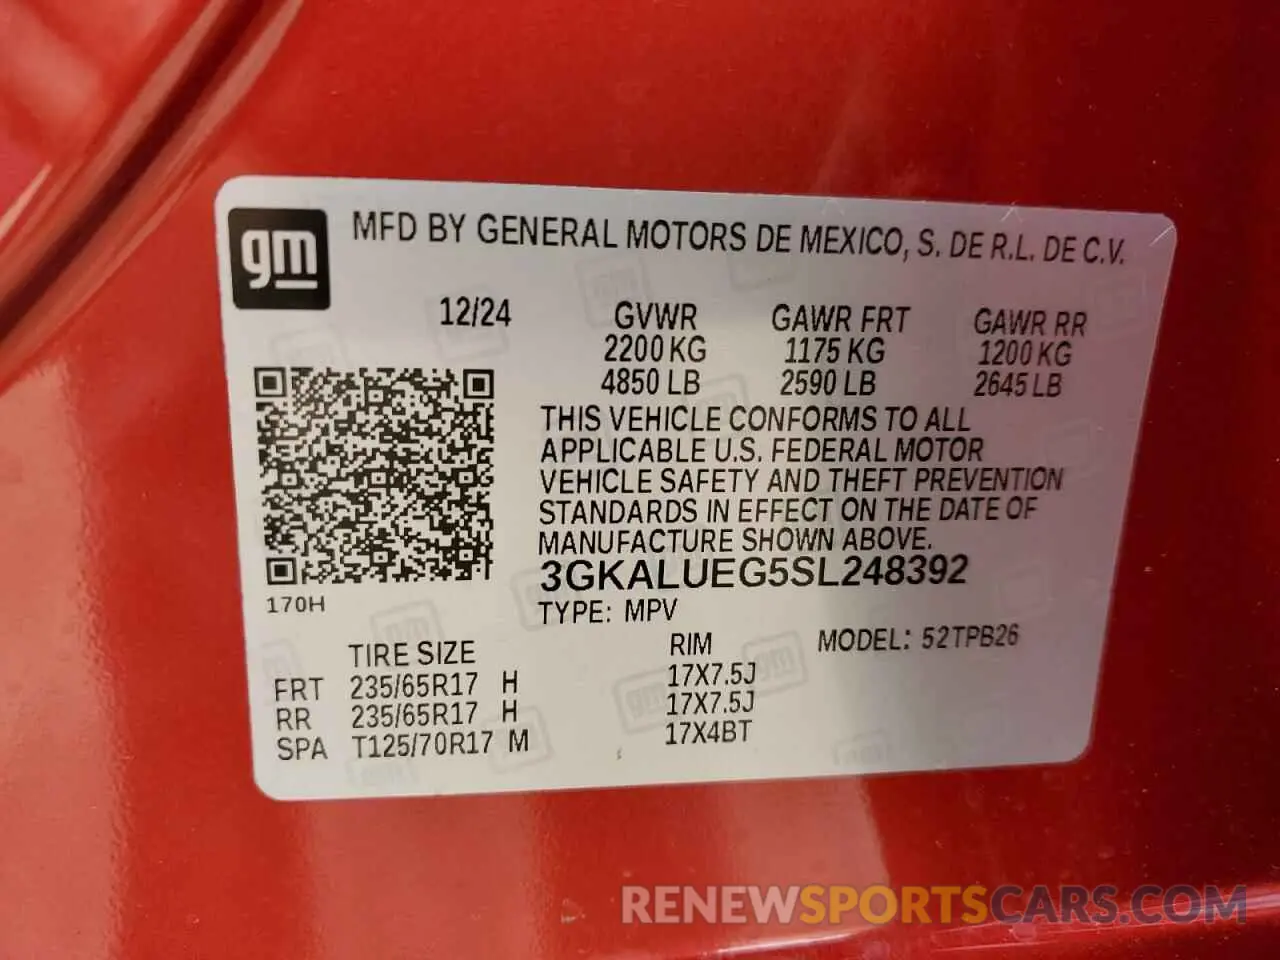 gm
MFD BY GENERAL MOTORS DE MEXICO, S. DE R.L. DE C.V.
12/24 GVWR GAWR FRT GAWR RR
2200 KG 1175 KG 1200 KG
4850 LB 2590 LB 2645 LB
THIS VEHICLE CONFORMS TO ALL
APPLICABLE U.S. FEDERAL MOTOR
VEHICLE SAFETY AND THEFT PREVENTION
STANDARDS IN EFFECT ON THE DATE OF
MANUFACTURE SHOWN ABOVE.
3GKALUEG5SL248392
170H
TYPE: MPV
TIRE SIZE RIM MODEL: 52TPB26
FRT 235/65R17 H 17X7.5J
RR 235/65R17 H 17X7.5J
SPA T125/70R17 M 17X4BT
RENEWSPORTSCARS.COM